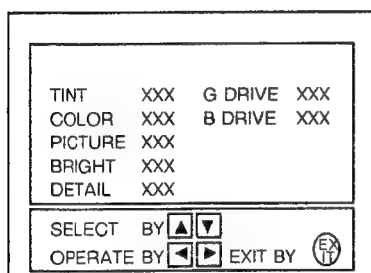 TINT XXX G DRIVE XXX
COLOR XXX B DRIVE XXX
PICTURE XXX
BRIGHT XXX
DETAIL XXX
SELECT BY ▲ ▼
OPERATE BY ◀ ▶ EXIT BY EXIT